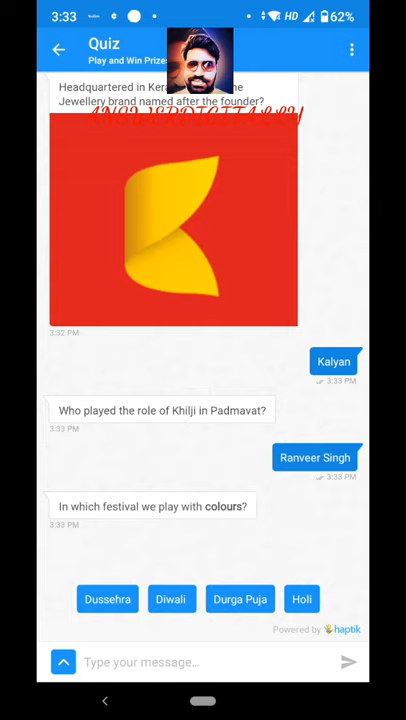 3:33 HD 62%
Quiz
Play and Win Prize
Headquartered in Kera
Jewellery brand named after the founder?
ANSWERDIGITALLY
3:32 PM
Kalyan
3:33 PM
Who played the role of Khilji in Padmavat?
3:33 PM
Ranveer Singh
3:33 PM
In which festival we play with colours?
3:33 PM
Dussehra Diwali Durga Puja Holi
Powered by haptik
Type your message...